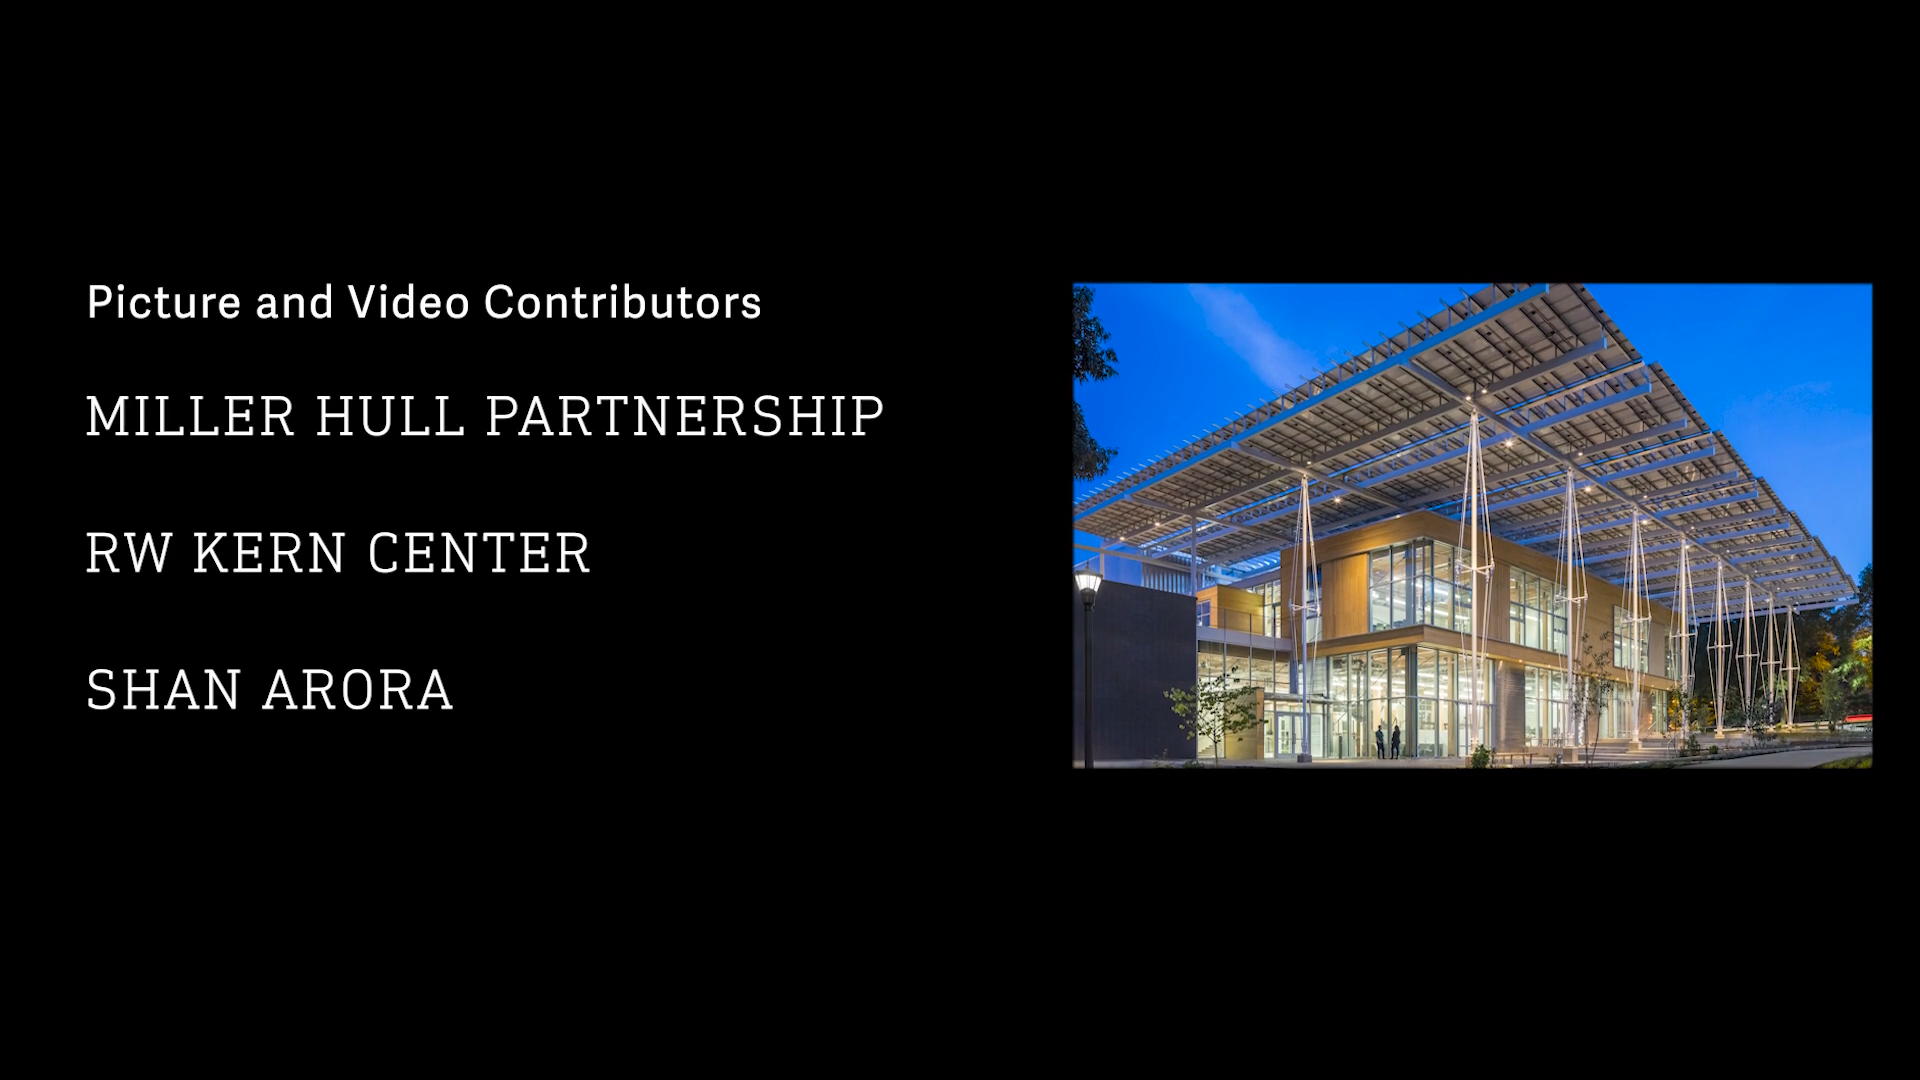 Picture and Video Contributors
MILLER HULL PARTNERSHIP
RW KERN CENTER
SHAN ARORA